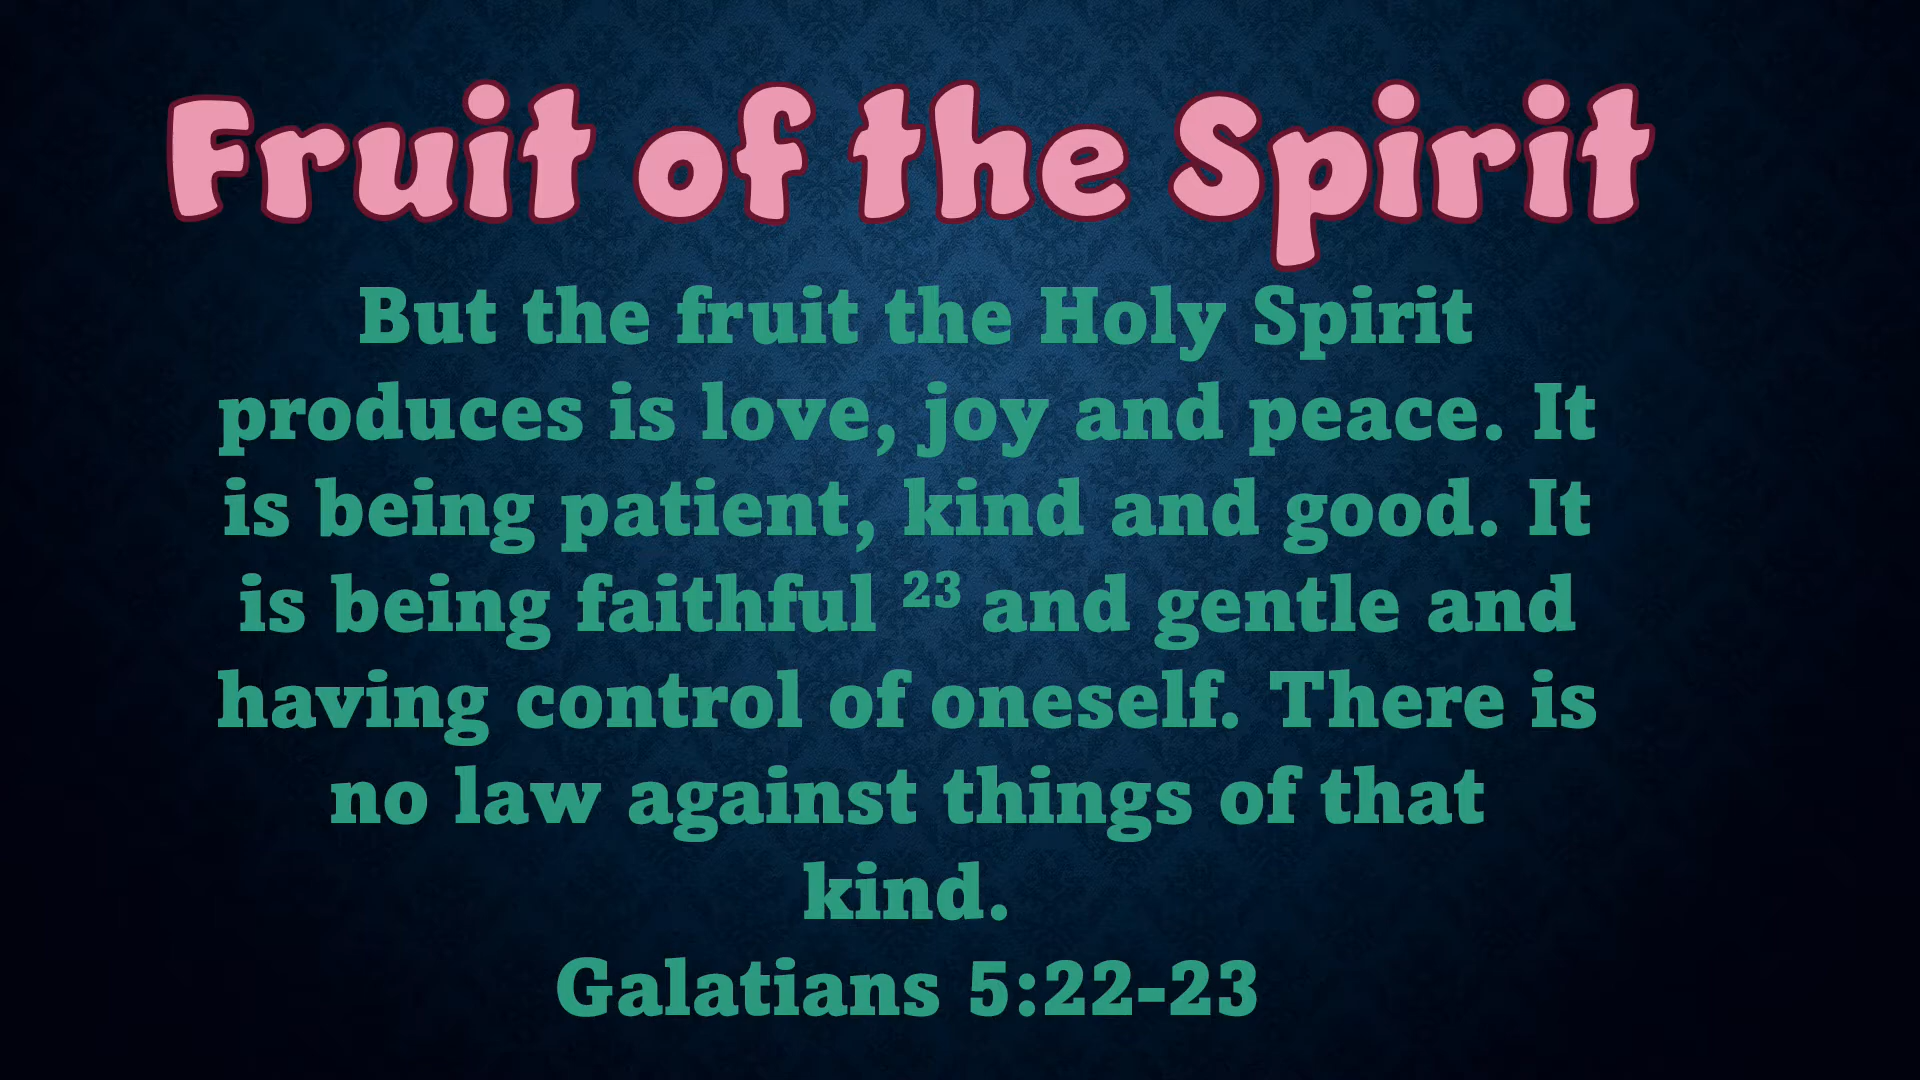 Fruit of the Spirit
But the fruit the Holy Spirit
produces is love, joy and peace. It
is being patient, kind and good. It
is being faithful ²³ and gentle and
having control of oneself. There is
no law against things of that
kind.
Galatians 5:22-23